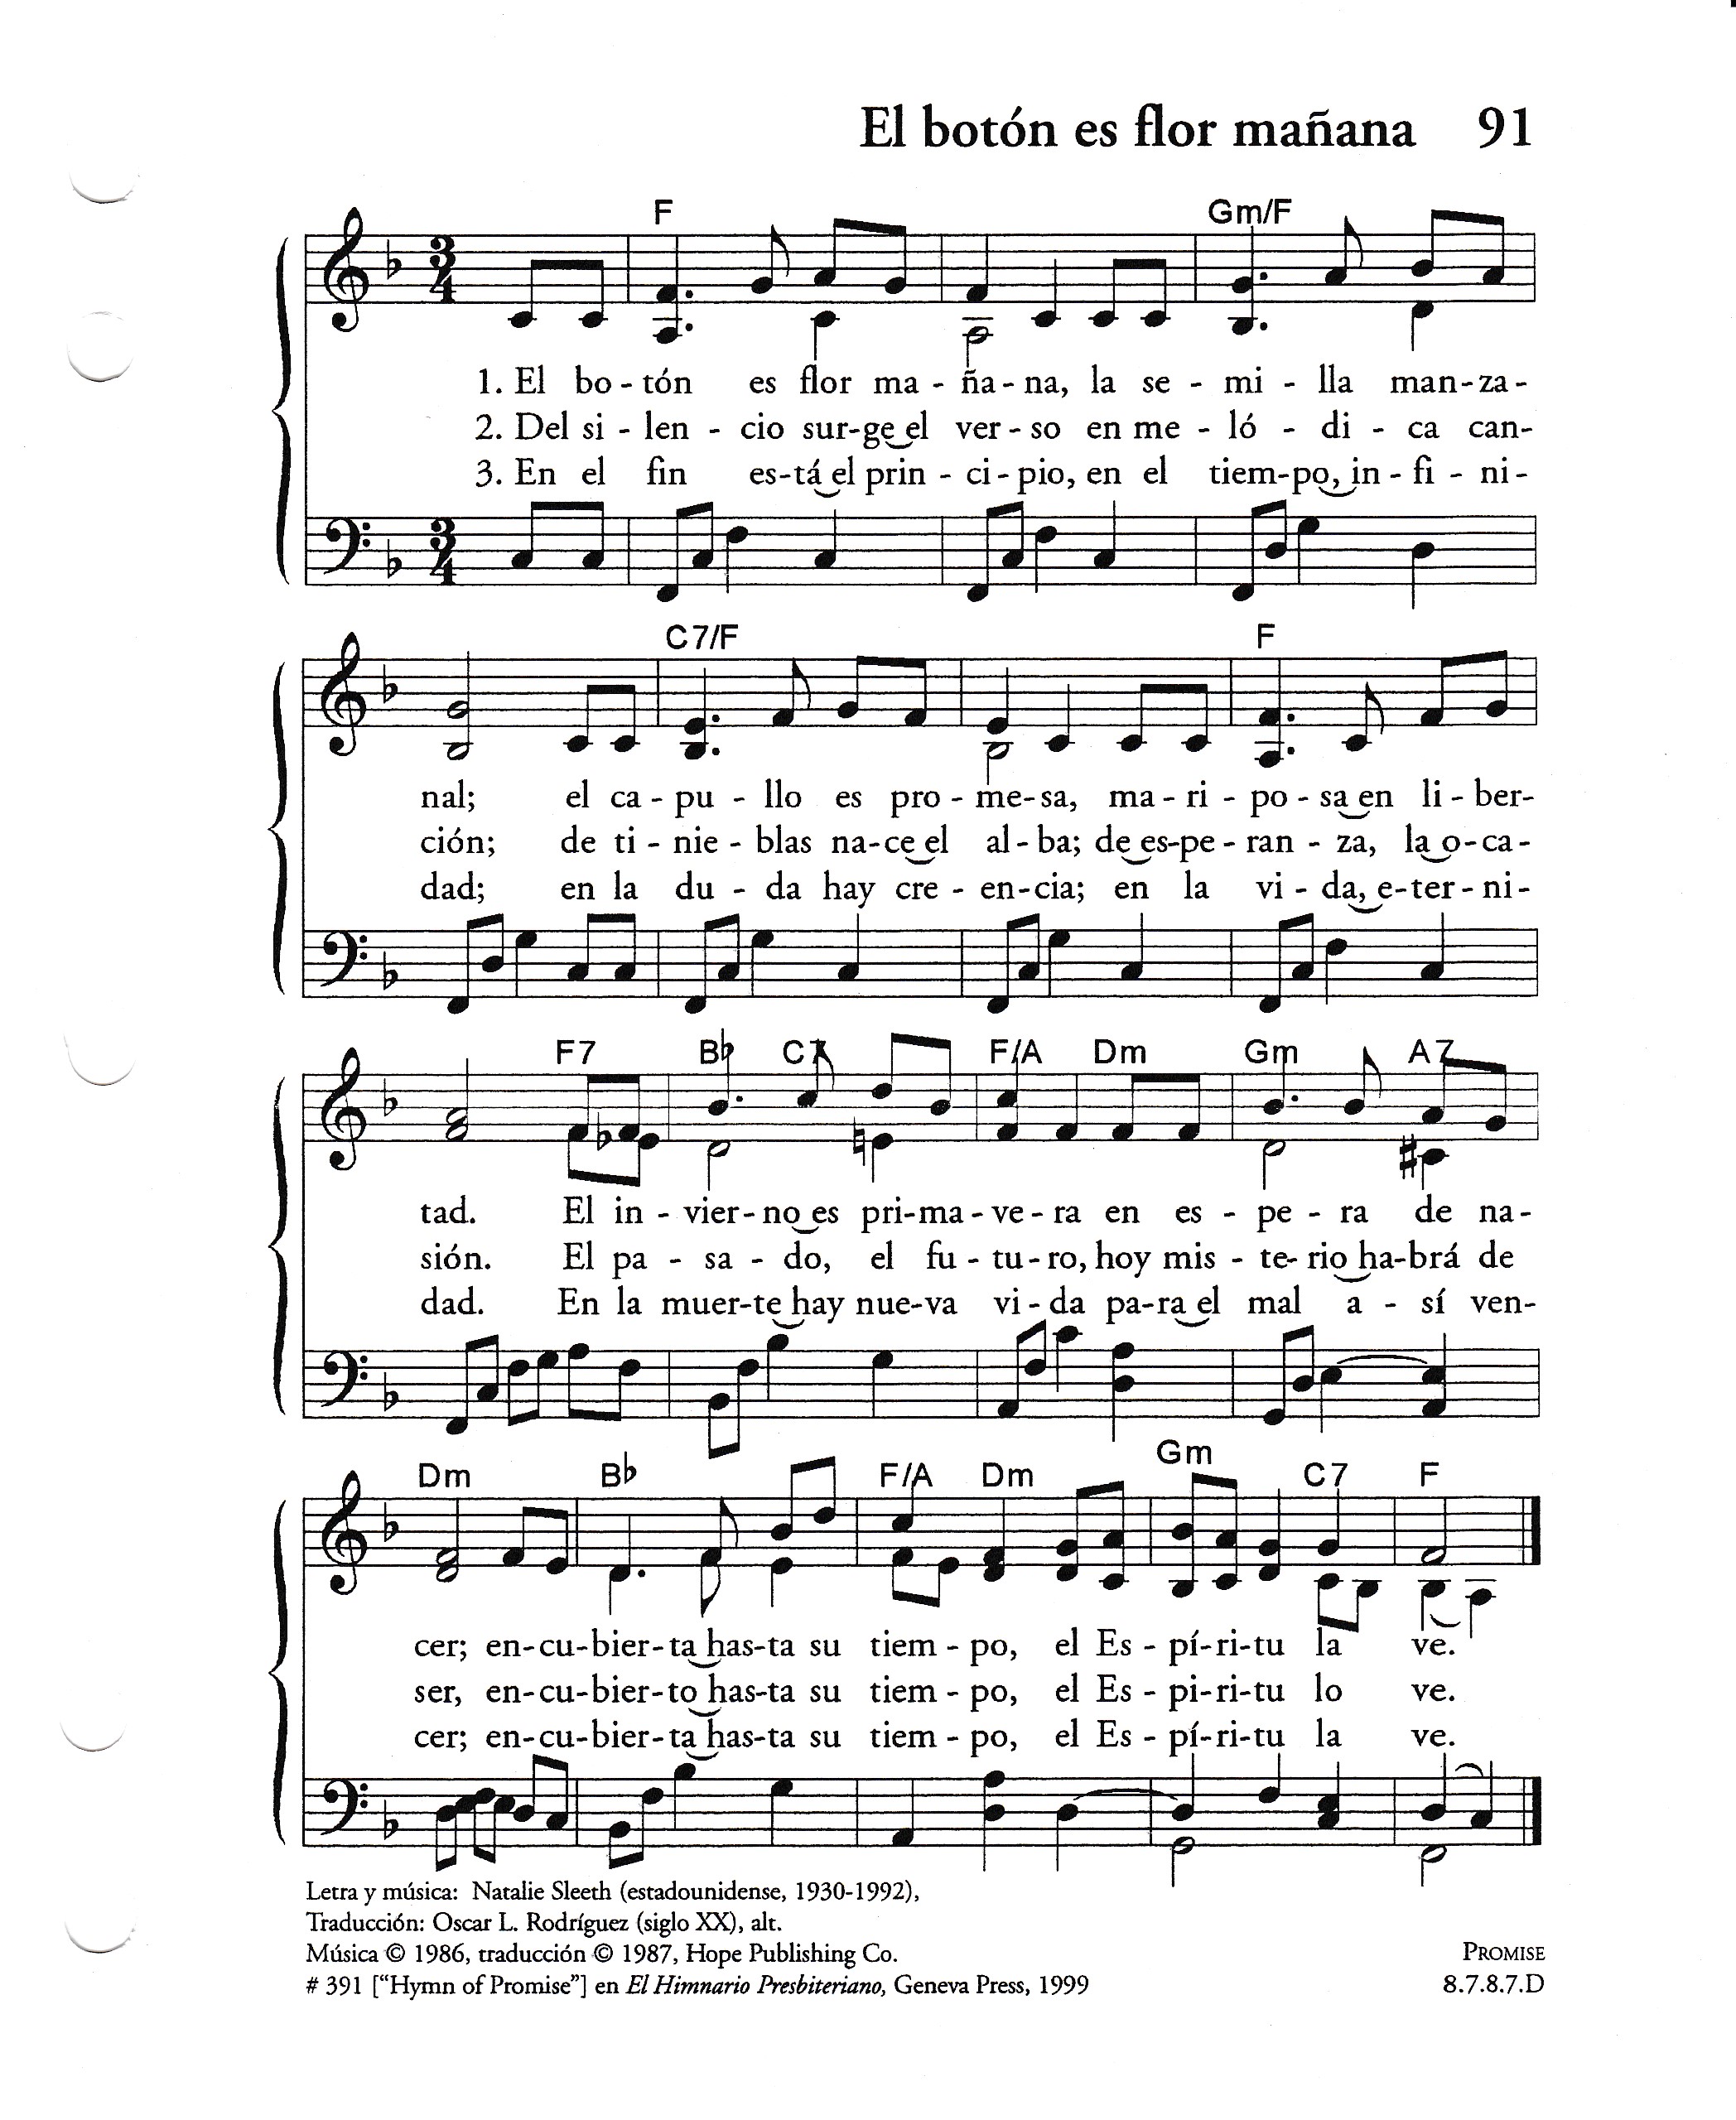 El botón es flor mañana 91
F Gm/F
1. El bo - tón es flor ma - ña - na, la se - mi - lla man - za -
2. Del si - len - cio sur - ge el ver - so en me - ló - di - ca can -
3. En el fin es - tá el prin - ci - pio, en el tiem - po, in - fi - ni -
C7/F F
nal; el ca - pu - llo es pro - me - sa, ma - ri - po - sa en li - ber -
ción; de ti - nie - blas na - ce el al - ba; de es - pe - ran - za, la o - ca -
dad; en la du - da hay cre - en - cia; en la vi - da, e - ter - ni -
F7 B♭ C7 F/A Dm Gm A7
tad. El in - vier - no es pri - ma - ve - ra en es - pe - ra de na -
sión. El pa - sa - do, el fu - tu - ro, hoy mis - te - rio ha - brá de
dad. En la muer - te hay nue - va vi - da pa - ra el mal a - sí ven -
Dm B♭ F/A Dm Gm C7 F
cer; en - cu - bier - ta has - ta su tiem - po, el Es - pí - ri - tu la ve.
ser, en - cu - bier - to has - ta su tiem - po, el Es - pi - ri - tu lo ve.
cer; en - cu - bier - ta has - ta su tiem - po, el Es - pí - ri - tu la ve.
Letra y música: Natalie Sleeth (estadounidense, 1930-1992),
Traducción: Oscar L. Rodríguez (siglo XX), alt.
Música © 1986, traducción © 1987, Hope Publishing Co.
# 391 [“Hymn of Promise”] en El Himnario Presbiteriano, Geneva Press, 1999
PROMISE
8.7.8.7.D